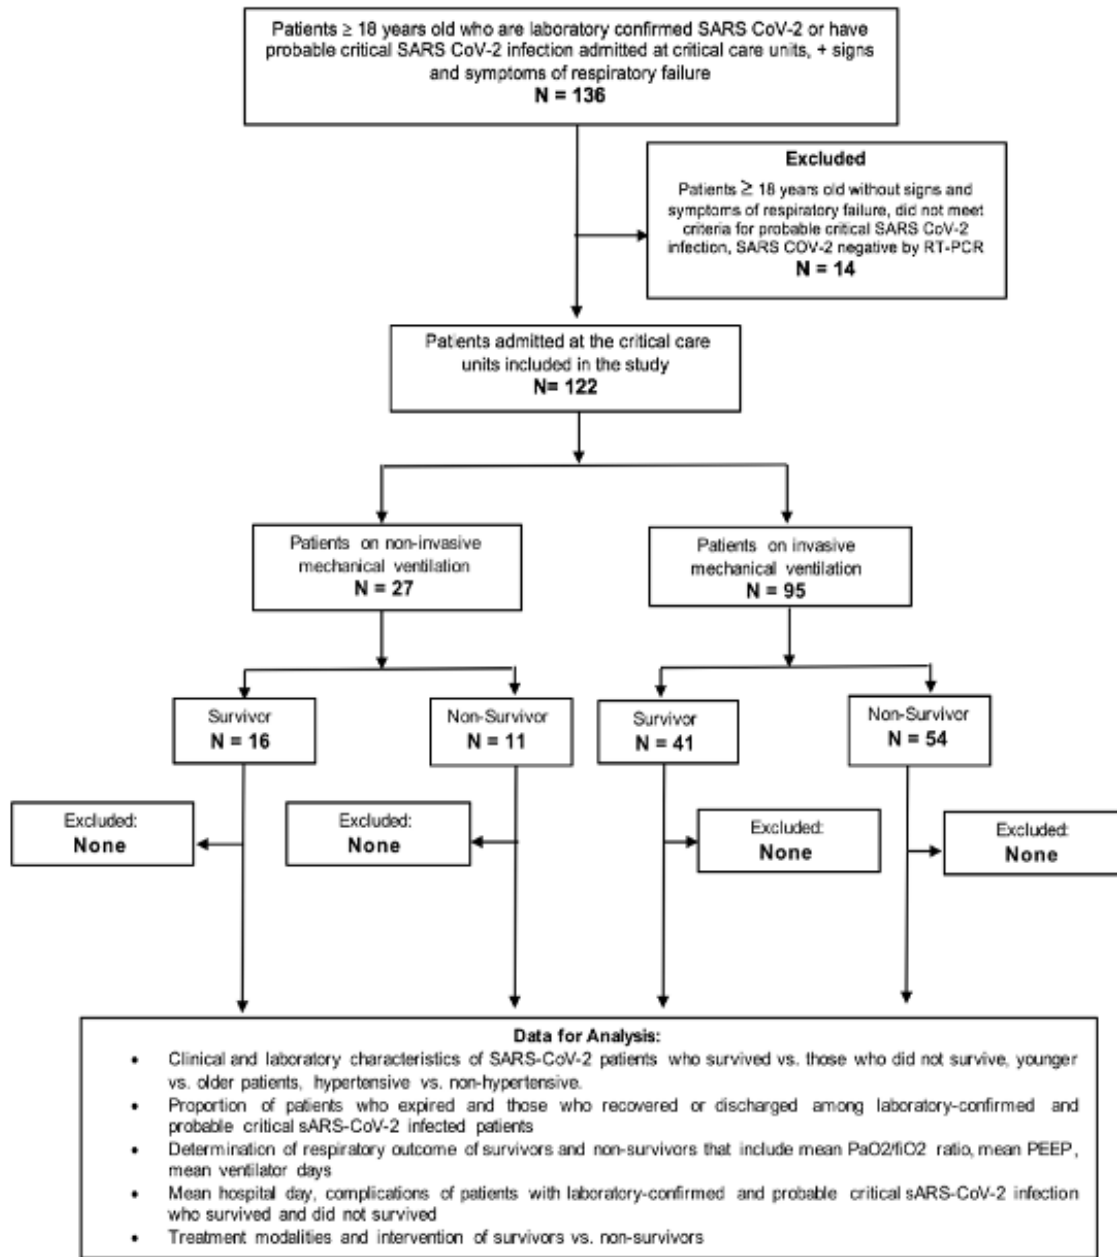 Patients ≥ 18 years old who are laboratory confirmed SARS CoV-2 or have
probable critical SARS CoV-2 infection admitted at critical care units, + signs
and symptoms of respiratory failure
N = 136
Excluded
Patients ≥ 18 years old without signs and
symptoms of respiratory failure, did not meet
criteria for probable critical SARS CoV-2
infection, SARS COV-2 negative by RT-PCR
N = 14
Patients admitted at the critical care
units included in the study
N= 122
Patients on non-invasive
mechanical ventilation
N = 27
Patients on invasive
mechanical ventilation
N = 95
Survivor
N = 16
Non-Survivor
N = 11
Survivor
N = 41
Non-Survivor
N = 54
Excluded:
None
Excluded:
None
Excluded:
None
Excluded:
None
Data for Analysis:
• Clinical and laboratory characteristics of SARS-CoV-2 patients who survived vs. those who did not survive, younger
vs. older patients, hypertensive vs. non-hypertensive.
• Proportion of patients who expired and those who recovered or discharged among laboratory-confirmed and
probable critical sARS-CoV-2 infected patients
• Determination of respiratory outcome of survivors and non-survivors that include mean PaO2/fiO2 ratio, mean PEEP,
mean ventilator days
• Mean hospital day, complications of patients with laboratory-confirmed and probable critical sARS-CoV-2 infection
who survived and did not survived
• Treatment modalities and intervention of survivors vs. non-survivors